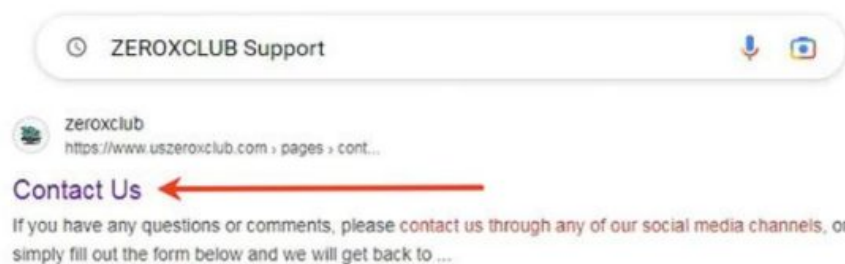 ZEROXCLUB Support
zeroxclub
https://www.uszeroxclub.com › pages › cont...
Contact Us
If you have any questions or comments, please contact us through any of our social media channels, or
simply fill out the form below and we will get back to ...